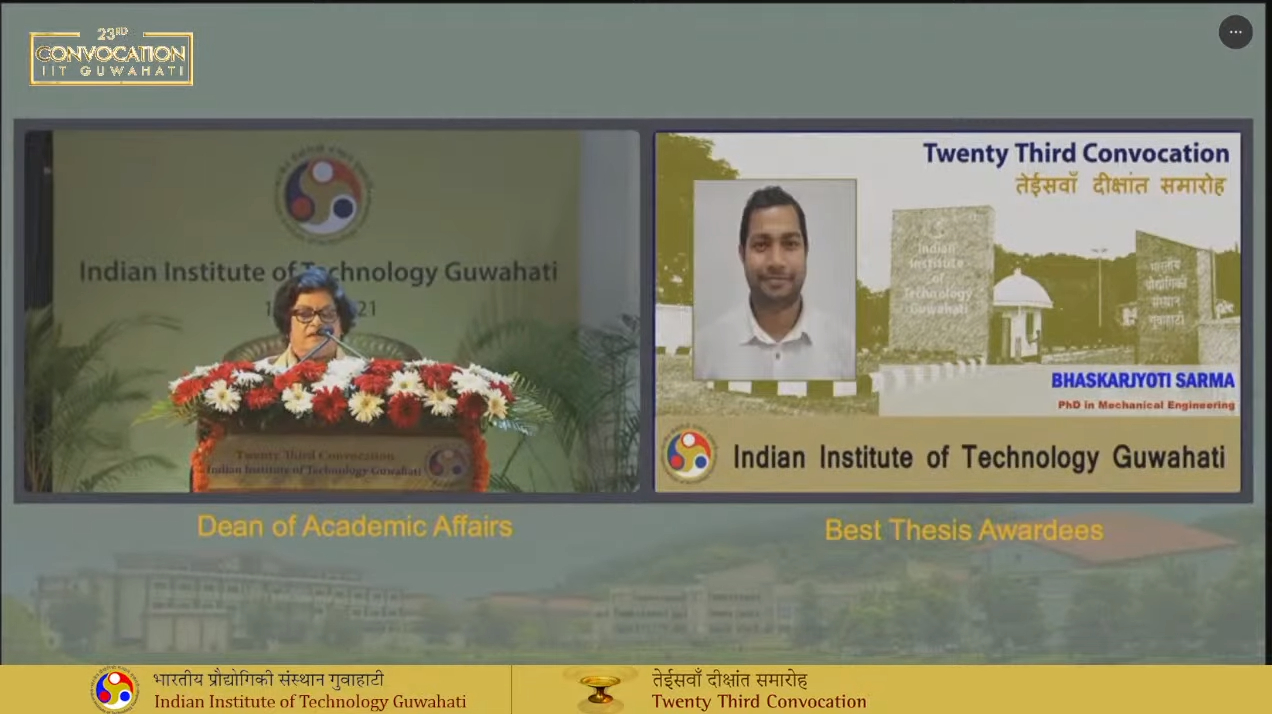 23RD
CONVOCATION
IIT GUWAHATI
Indian Institute of Technology Guwahati
21
Twenty Third Convocation
Indian Institute of Technology Guwahati
Twenty Third Convocation
तेईसवाँ दीक्षांत समारोह
Indian
Institute
of
Technology
Guwahati
भारतीय
प्रौद्योगिकी
संस्थान
गुवाहाटी
BHASKARJYOTI SARMA
PhD in Mechanical Engineering
Indian Institute of Technology Guwahati
Dean of Academic Affairs
Best Thesis Awardees
भारतीय प्रौद्योगिकी संस्थान गुवाहाटी
Indian Institute of Technology Guwahati
तेईसवाँ दीक्षांत समारोह
Twenty Third Convocation